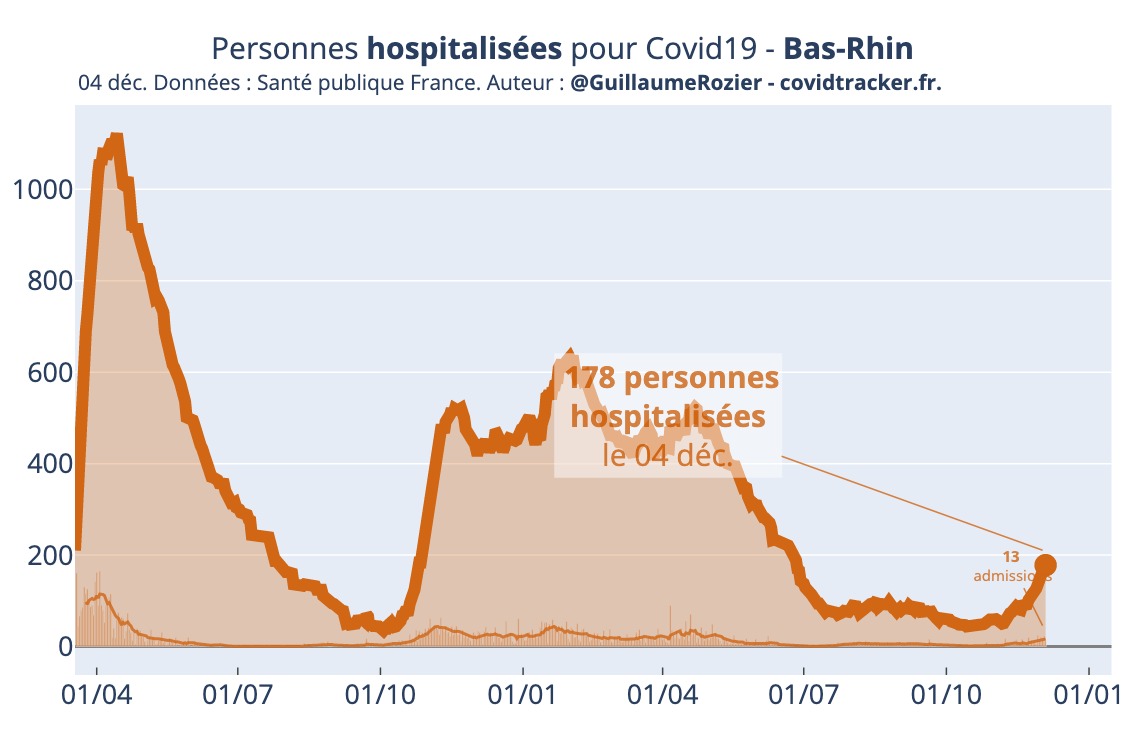 Personnes hospitalisées pour Covid19 - Bas-Rhin
04 déc. Données : Santé publique France. Auteur : @GuillaumeRozier - covidtracker.fr.
1000
800
600
400
200
0
178 personnes
hospitalisées
le 04 déc.
13
admissions
01/04 01/07 01/10 01/01 01/04 01/07 01/10 01/01